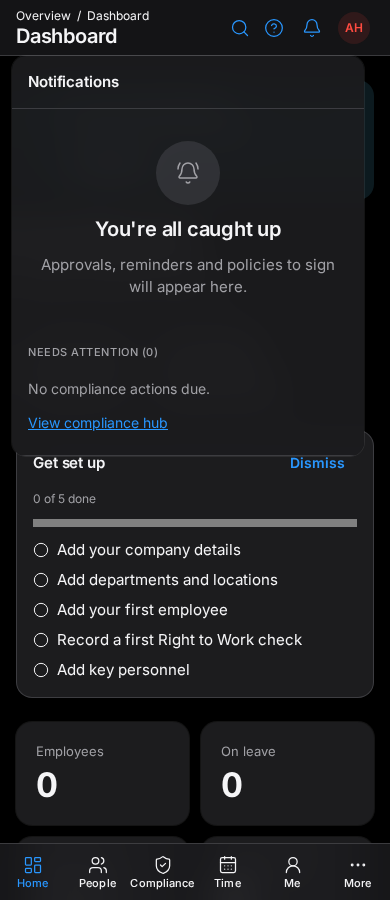 Overview / Dashboard
Dashboard
AH
Notifications
You're all caught up
Approvals, reminders and policies to sign
will appear here.
NEEDS ATTENTION (0)
No compliance actions due.
View compliance hub
Get set up
Dismiss
0 of 5 done
Add your company details
Add departments and locations
Add your first employee
Record a first Right to Work check
Add key personnel
Employees
On leave
0
0
Home
People
Compliance
Time
Me
More